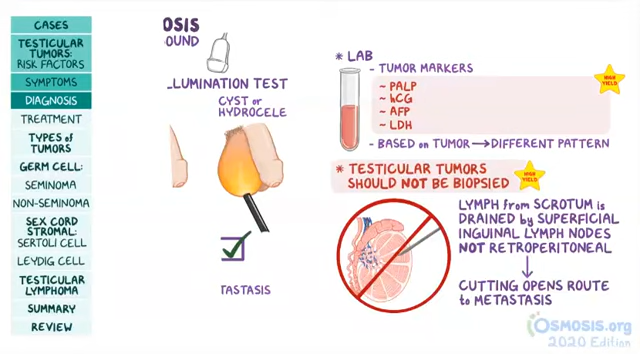 CASES
TESTICULAR
TUMORS:
RISK FACTORS
SYMPTOMS
DIAGNOSIS
TREATMENT
TYPES of
TUMORS
GERM CELL:
SEMINOMA
NON-SEMINOMA
SEX CORD
STROMAL:
SERTOLI CELL
LEYDIG CELL
TESTICULAR
LYMPHOMA
SUMMARY
REVIEW
OSIS
OUND
LUMINATION TEST
CYST or
HYDROCELE
TASTASIS
* LAB
- TUMOR MARKERS
HIGH
YIELD
~ PALP
~ hCG
~ AFP
~ LDH
- BASED on TUMOR → DIFFERENT PATTERN
* TESTICULAR TUMORS
SHOULD NOT BE BIOPSIED
HIGH
YIELD
LYMPH from SCROTUM is
DRAINED by SUPERFICIAL
INGUINAL LYMPH NODES
NOT RETROPERITONEAL
↓
CUTTING OPENS ROUTE
to METASTASIS
OSMOSIS.org
2020 Edition